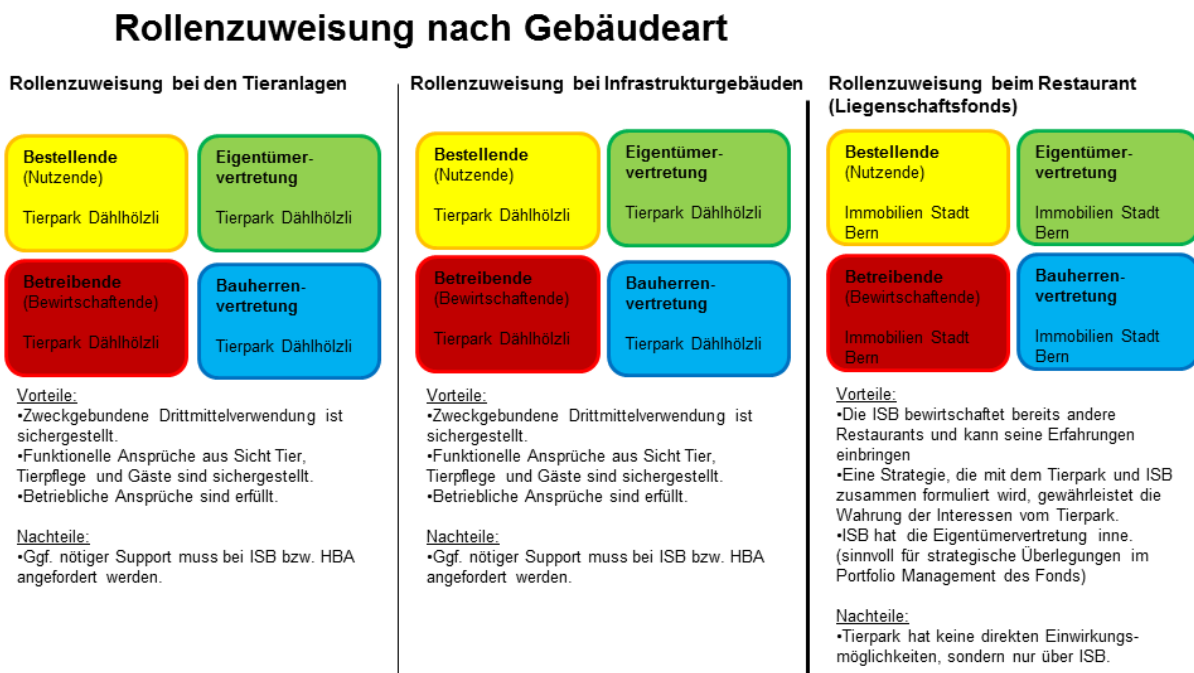 Rollenzuweisung nach Gebäudeart
Rollenzuweisung bei den Tieranlagen
Bestellende
(Nutzende)
Tierpark Dählhölzli
Eigentümer-
vertretung
Tierpark Dählhölzli
Betreibende
(Bewirtschaftende)
Tierpark Dählhölzli
Bauherren-
vertretung
Tierpark Dählhölzli
Vorteile:
•Zweckgebundene Drittmittelverwendung ist
sichergestellt.
•Funktionelle Ansprüche aus Sicht Tier,
Tierpflege und Gäste sind sichergestellt.
•Betriebliche Ansprüche sind erfüllt.
Nachteile:
•Ggf. nötiger Support muss bei ISB bzw. HBA
angefordert werden.
Rollenzuweisung bei Infrastrukturgebäuden
Bestellende
(Nutzende)
Tierpark Dählhölzli
Eigentümer-
vertretung
Tierpark Dählhölzli
Betreibende
(Bewirtschaftende)
Tierpark Dählhölzli
Bauherren-
vertretung
Tierpark Dählhölzli
Vorteile:
•Zweckgebundene Drittmittelverwendung ist
sichergestellt.
•Funktionelle Ansprüche aus Sicht Tier,
Tierpflege und Gäste sind sichergestellt.
•Betriebliche Ansprüche sind erfüllt.
Nachteile:
•Ggf. nötiger Support muss bei ISB bzw. HBA
angefordert werden.
Rollenzuweisung beim Restaurant
(Liegenschaftsfonds)
Bestellende
(Nutzende)
Immobilien Stadt
Bern
Eigentümer-
vertretung
Immobilien Stadt
Bern
Betreibende
(Bewirtschaftende)
Immobilien Stadt
Bern
Bauherren-
vertretung
Immobilien Stadt
Bern
Vorteile:
•Die ISB bewirtschaftet bereits andere
Restaurants und kann seine Erfahrungen
einbringen
•Eine Strategie, die mit dem Tierpark und ISB
zusammen formuliert wird, gewährleistet die
Wahrung der Interessen vom Tierpark.
•ISB hat die Eigentümervertretung inne.
(sinnvoll für strategische Überlegungen im
Portfolio Management des Fonds)
Nachteile:
•Tierpark hat keine direkten Einwirkungs-
möglichkeiten, sondern nur über ISB.